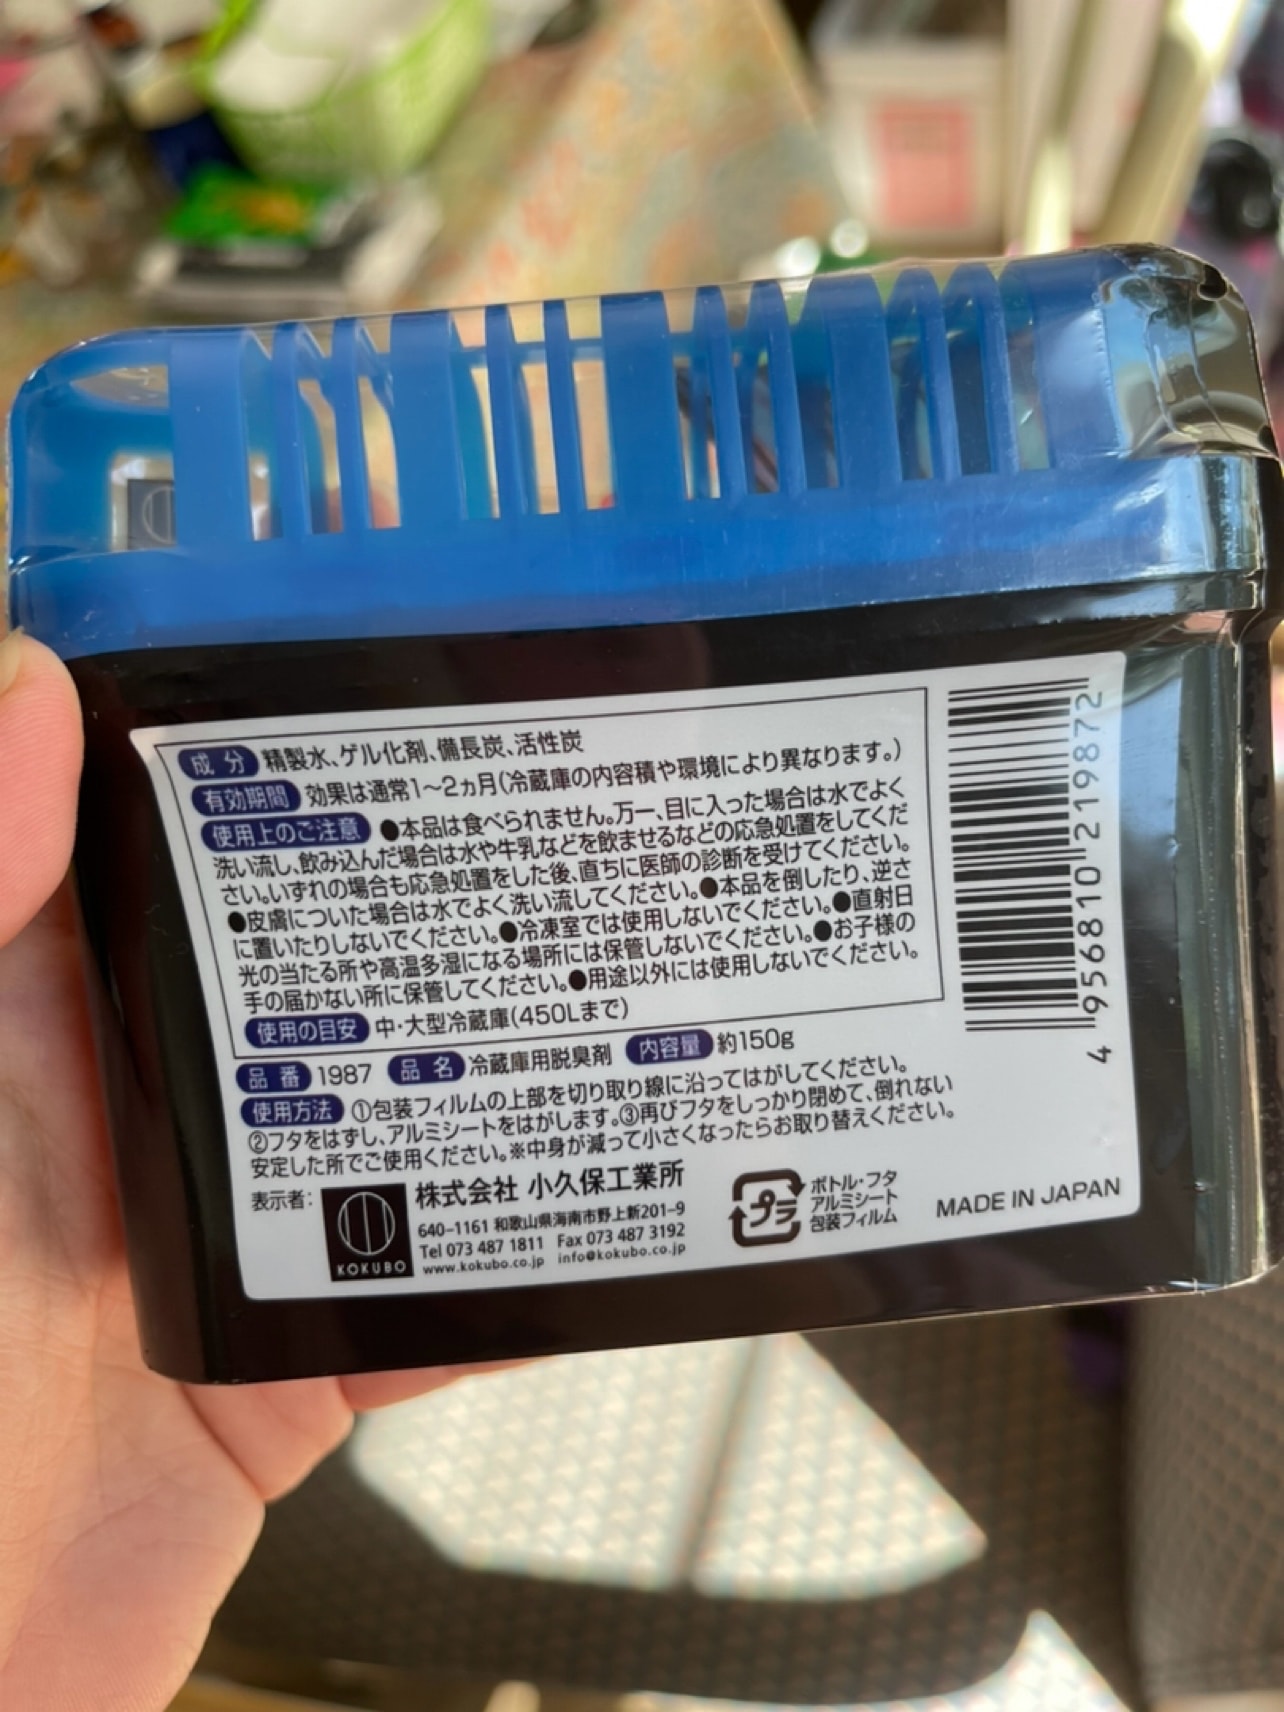 成分 精製水、ゲル化剤、備長炭、活性炭
有効期間 効果は通常1〜2ヵ月(冷蔵庫の内容積や環境により異なります。)
使用上のご注意 ●本品は食べられません。万一、目に入った場合は水でよく
洗い流し、飲み込んだ場合は水や牛乳などを飲ませるなどの応急処置をしてくだ
さい。いずれの場合も応急処置をした後、直ちに医師の診断を受けてください。
●皮膚についた場合は水でよく洗い流してください。●本品を倒したり、逆さ
に置いたりしないでください。●冷凍室では使用しないでください。●直射日
光の当たる所や高温多湿になる場所には保管しないでください。●お子様の
手の届かない所に保管してください。●用途以外には使用しないでください。
使用の目安 中・大型冷蔵庫(450Lまで)
品番 1987 品名 冷蔵庫用脱臭剤 内容量 約150g
使用方法 ①包装フィルムの上部を切り取り線に沿ってはがしてください。
②フタをはずし、アルミシートをはがします。③再びフタをしっかり閉めて、倒れない
安定した所でご使用ください。※中身が減って小さくなったらお取り替えください。
表示者: 株式会社 小久保工業所
KOKUBO
640-1161 和歌山県海南市野上新201-9
Tel 073 487 1811 Fax 073 487 3192
www.kokubo.co.jp info@kokubo.co.jp
プラ
ボトル・フタ
アルミシート
包装フィルム
MADE IN JAPAN
4 956810 219872